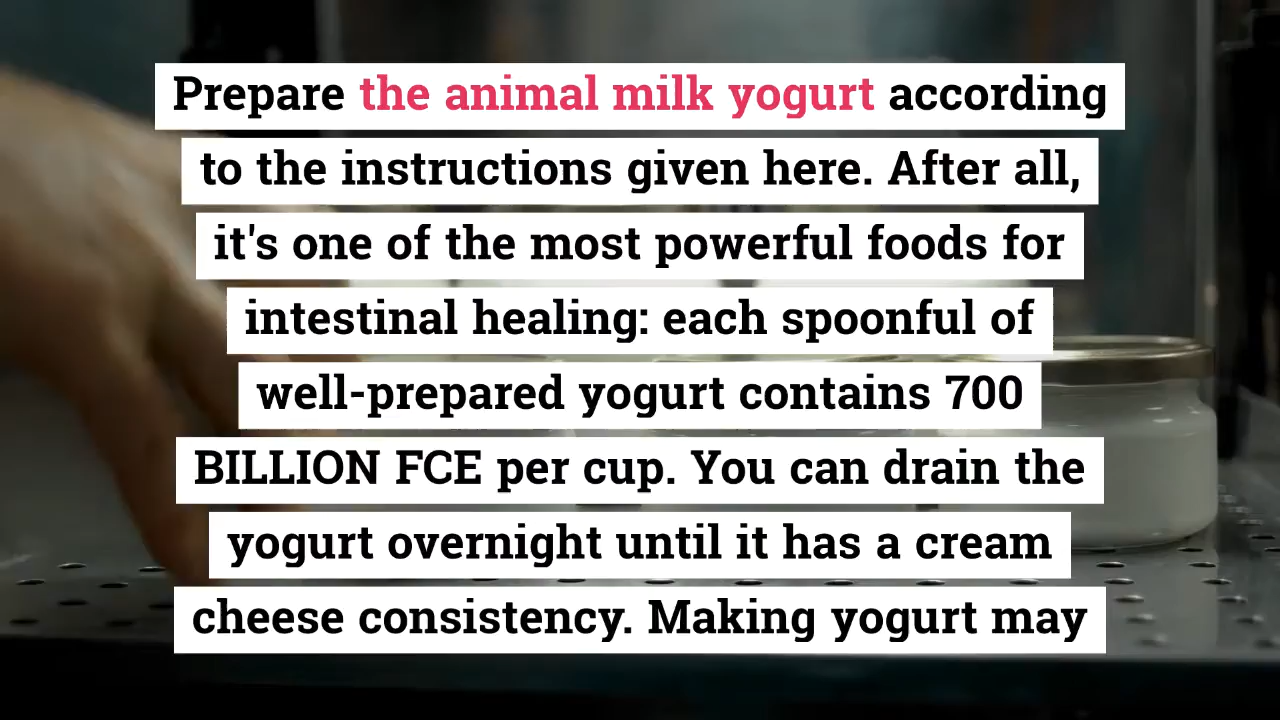 Prepare the animal milk yogurt according
to the instructions given here. After all,
it's one of the most powerful foods for
intestinal healing: each spoonful of
well-prepared yogurt contains 700
BILLION FCE per cup. You can drain the
yogurt overnight until it has a cream
cheese consistency. Making yogurt may